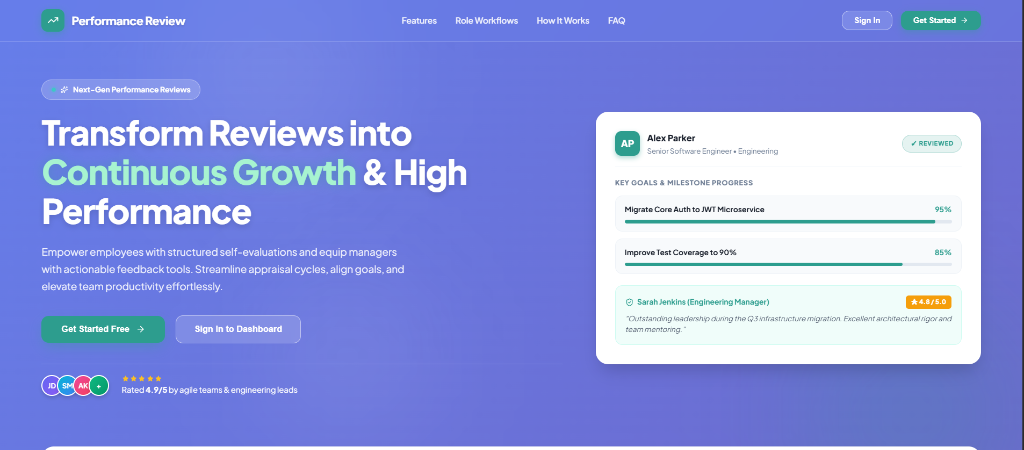 Performance Review
Features
Role Workflows
How It Works
FAQ
Sign In
Get Started →
Next-Gen Performance Reviews
Transform Reviews into
Continuous Growth & High
Performance
Empower employees with structured self-evaluations and equip managers
with actionable feedback tools. Streamline appraisal cycles, align goals, and
elevate team productivity effortlessly.
Get Started Free →
Sign In to Dashboard
JD
SM
AK
+
★★★★★
Rated 4.9/5 by agile teams & engineering leads
AP
Alex Parker
Senior Software Engineer • Engineering
✓ REVIEWED
KEY GOALS & MILESTONE PROGRESS
Migrate Core Auth to JWT Microservice
95%
Improve Test Coverage to 90%
85%
Sarah Jenkins (Engineering Manager)
★ 4.8 / 5.0
"Outstanding leadership during the Q3 infrastructure migration. Excellent architectural rigor and
team mentoring."